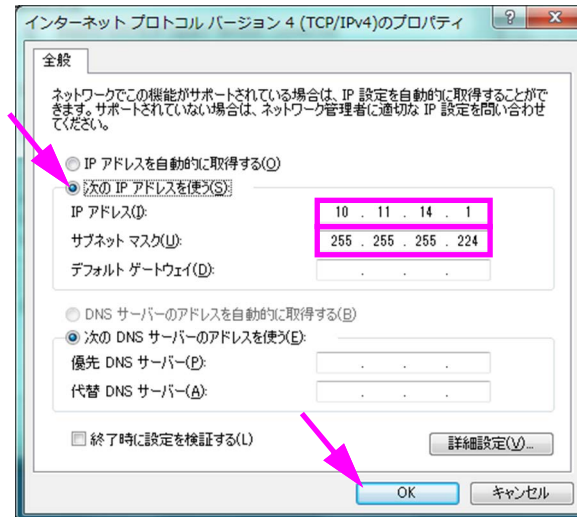 インターネット プロトコル バージョン 4 (TCP/IPv4)のプロパティ
全般
ネットワークでこの機能がサポートされている場合は、IP 設定を自動的に取得することがで
きます。サポートされていない場合は、ネットワーク管理者に適切な IP 設定を問い合わせ
てください。
IP アドレスを自動的に取得する(O)
次の IP アドレスを使う(S):
IP アドレス(I): 10 . 11 . 14 . 1
サブネット マスク(U): 255 . 255 . 255 . 224
デフォルト ゲートウェイ(D): . . .
DNS サーバーのアドレスを自動的に取得する(B)
次の DNS サーバーのアドレスを使う(E):
優先 DNS サーバー(P): . . .
代替 DNS サーバー(A): . . .
終了時に設定を検証する(L)
詳細設定(V)...
OK キャンセル